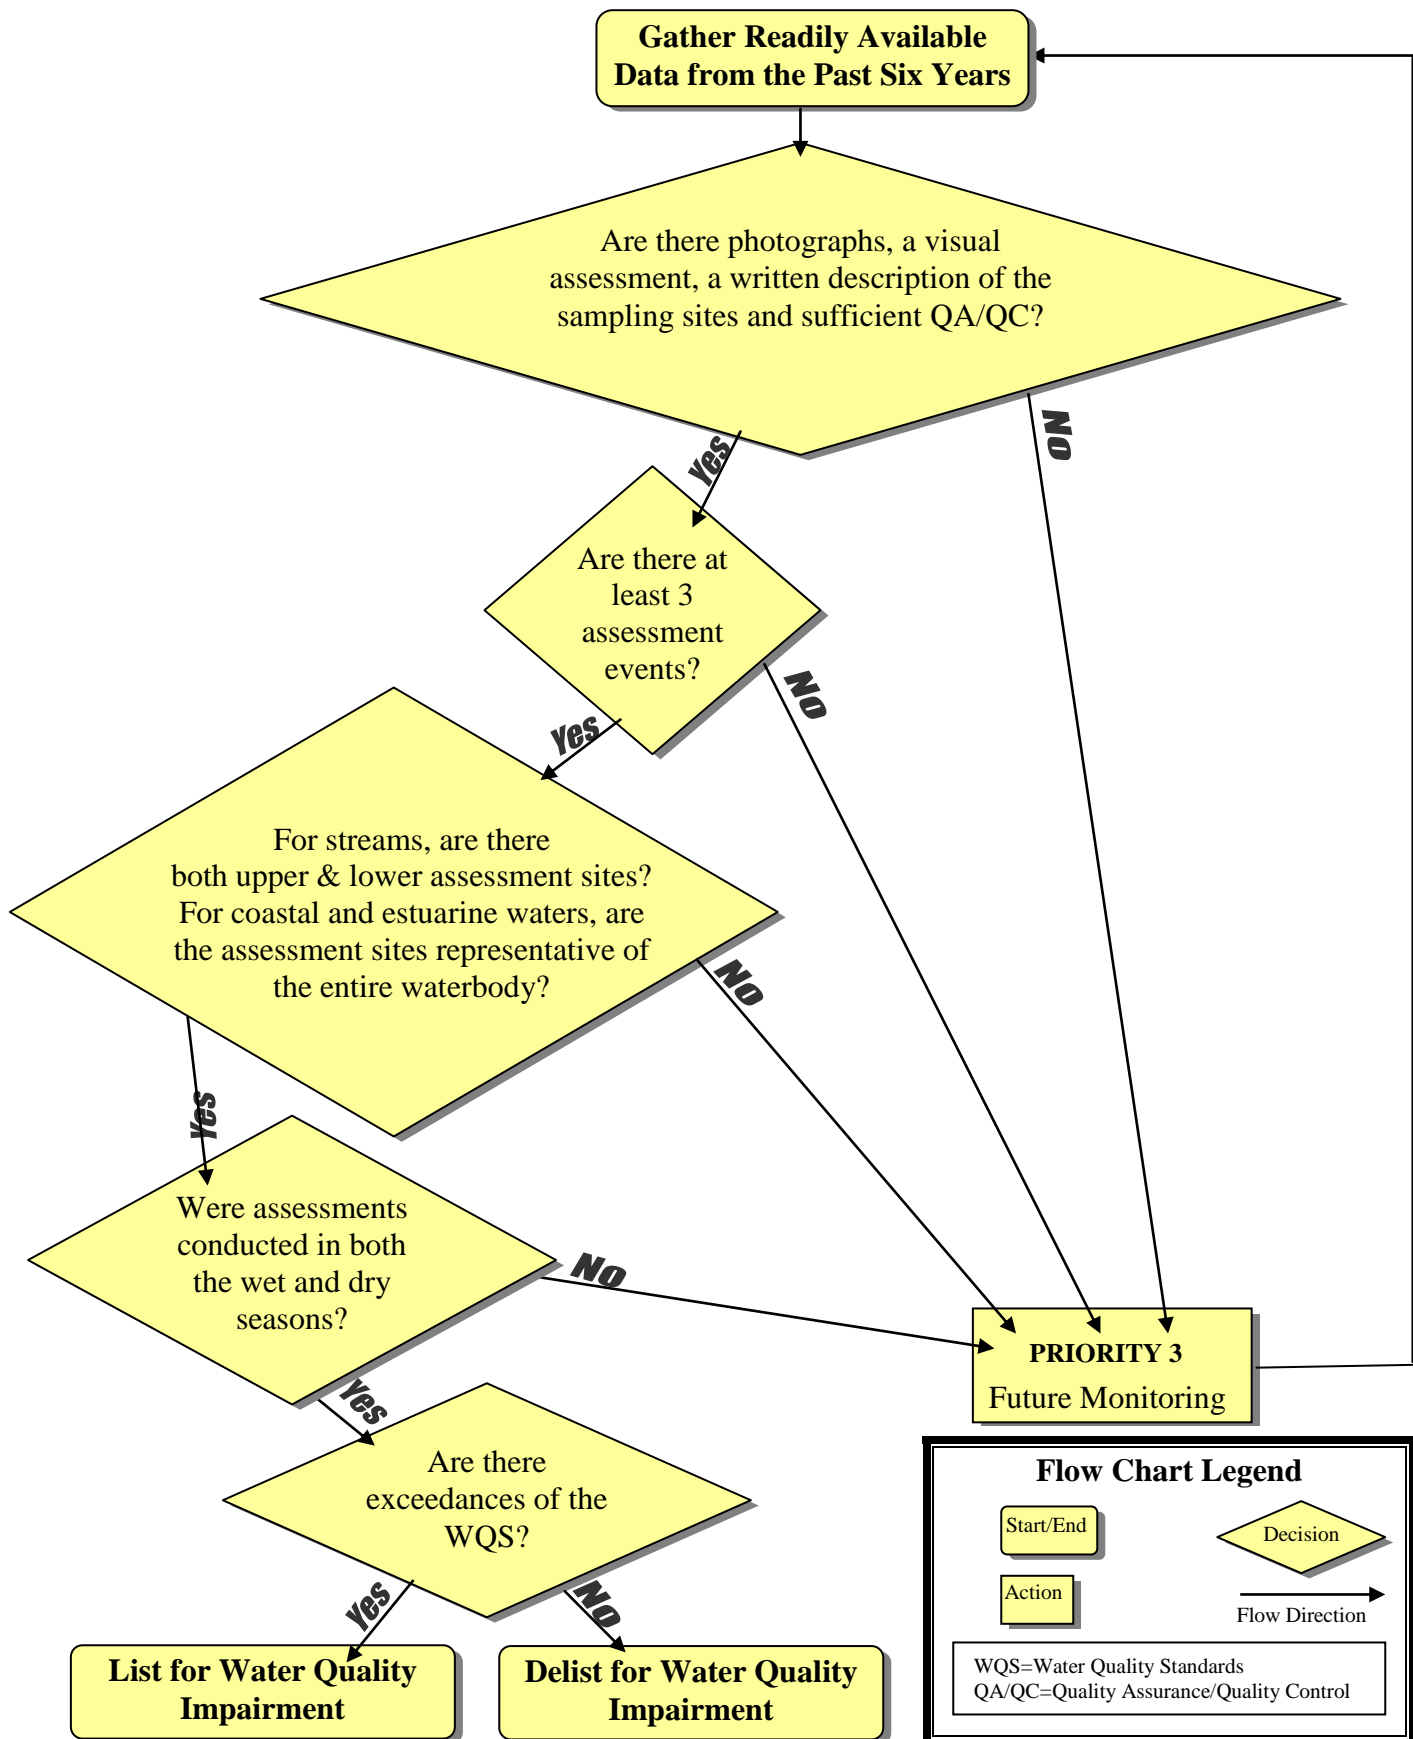 Gather Readily Available
Data from the Past Six Years
Are there photographs, a visual
assessment, a written description of the
sampling sites and sufficient QA/QC?
No
Yes
Are there at
least 3
assessment
events?
No
Yes
For streams, are there
both upper & lower assessment sites?
For coastal and estuarine waters, are
the assessment sites representative of
the entire waterbody?
No
Yes
Were assessments
conducted in both
the wet and dry
seasons?
No
PRIORITY 3
Future Monitoring
Yes
Are there
exceedances of the
WQS?
Yes
No
List for Water Quality
Impairment
Delist for Water Quality
Impairment
Flow Chart Legend
Start/End
Decision
Action
Flow Direction
WQS=Water Quality Standards
QA/QC=Quality Assurance/Quality Control